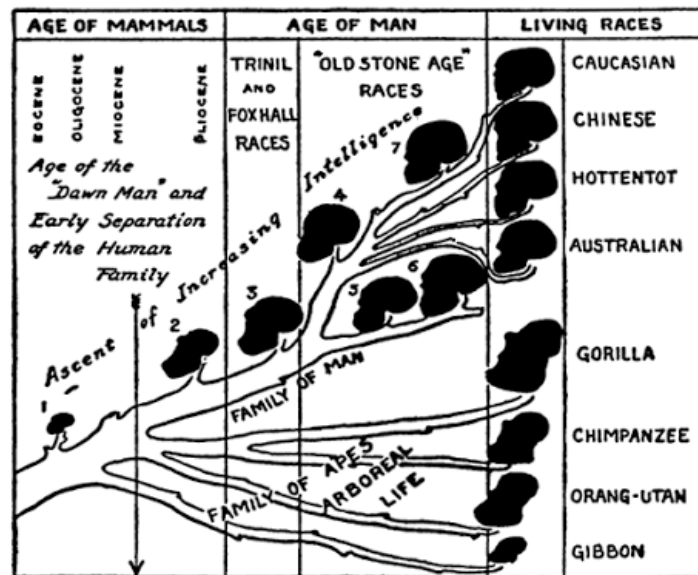 AGE OF MAMMALS
AGE OF MAN
LIVING RACES
EOCENE
OLIGOCENE
MIOCENE
PLIOCENE
TRINIL
AND
FOXHALL
RACES
"OLD STONE AGE"
RACES
Age of the
"Dawn Man" and
Early Separation
of the Human
Family
Ascent of Increasing Intelligence
1
2
3
4
5
6
7
FAMILY OF MAN
FAMILY OF APES
ARBOREAL
LIFE
CAUCASIAN
CHINESE
HOTTENTOT
AUSTRALIAN
GORILLA
CHIMPANZEE
ORANG-UTAN
GIBBON